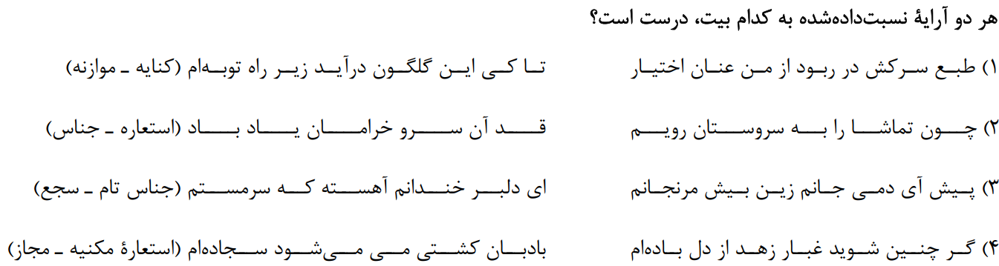 هر دو آرایهٔ نسبت‌داده‌شده به کدام بیت، درست است؟
۱) طبع سرکش در ربود از من عنان اختیار تا کی این گلگون درآید زیر راه توبه‌ام (کنایه ـ موازنه)
۲) چون تماشا را به سروستان رویم قد آن سرو خرامان یاد باد (استعاره ـ جناس)
۳) پیش آی دمی جانم زین بیش مرنجانم ای دلبر خندانم آهسته که سرمستم (جناس تام ـ سجع)
۴) گر چنین شوید غبار زهد از دل باده‌ام بادبان کشتی می می‌شود سجاده‌ام (استعارهٔ مکنیه ـ مجاز)